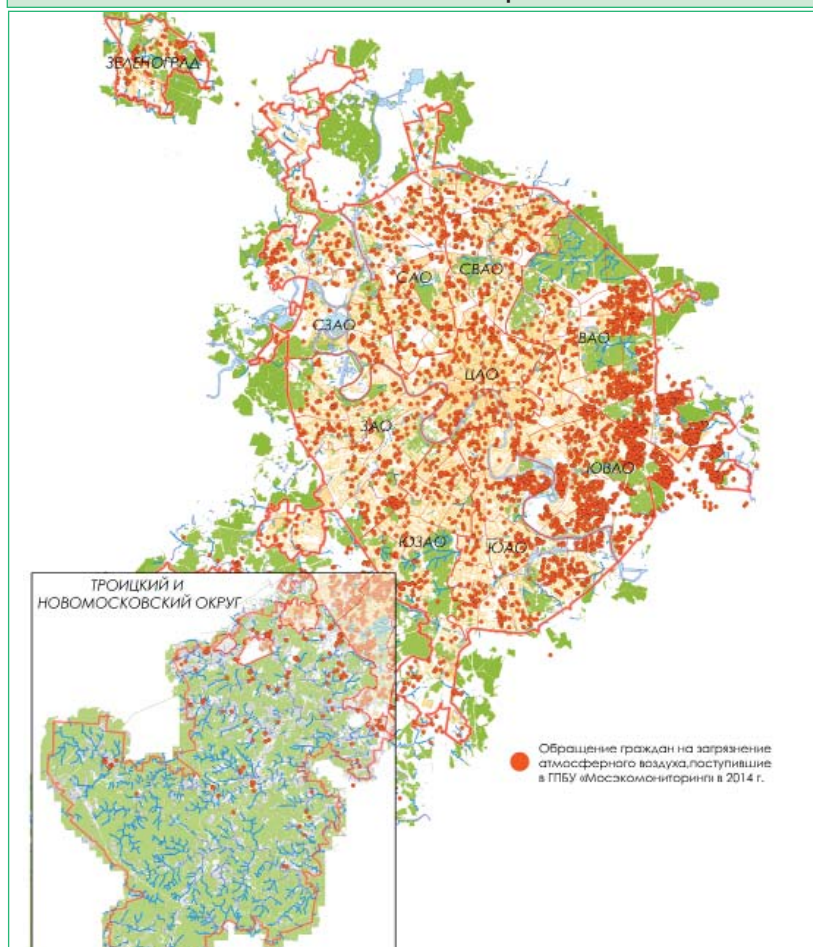 ЗЕЛЕНОГРАД
САО
СВАО
СЗАО
ВАО
ЦАО
ЗАО
ЮВАО
ЮЗАО
ЮАО
ТРОИЦКИЙ И
НОВОМОСКОВСКИЙ ОКРУГ
Обращение граждан на загрязнение
атмосферного воздуха,поступившие
в ГПБУ «Мосэкомониторинг» в 2014 г.